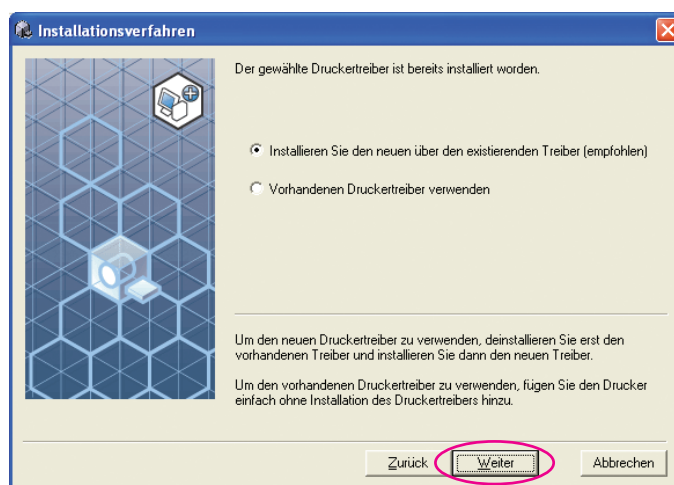 Installationsverfahren
Der gewählte Druckertreiber ist bereits installiert worden.
Installieren Sie den neuen über den existierenden Treiber (empfohlen)
Vorhandenen Druckertreiber verwenden
Um den neuen Druckertreiber zu verwenden, deinstallieren Sie erst den
vorhandenen Treiber und installieren Sie dann den neuen Treiber.
Um den vorhandenen Druckertreiber zu verwenden, fügen Sie den Drucker
einfach ohne Installation des Druckertreibers hinzu.
Zurück Weiter Abbrechen